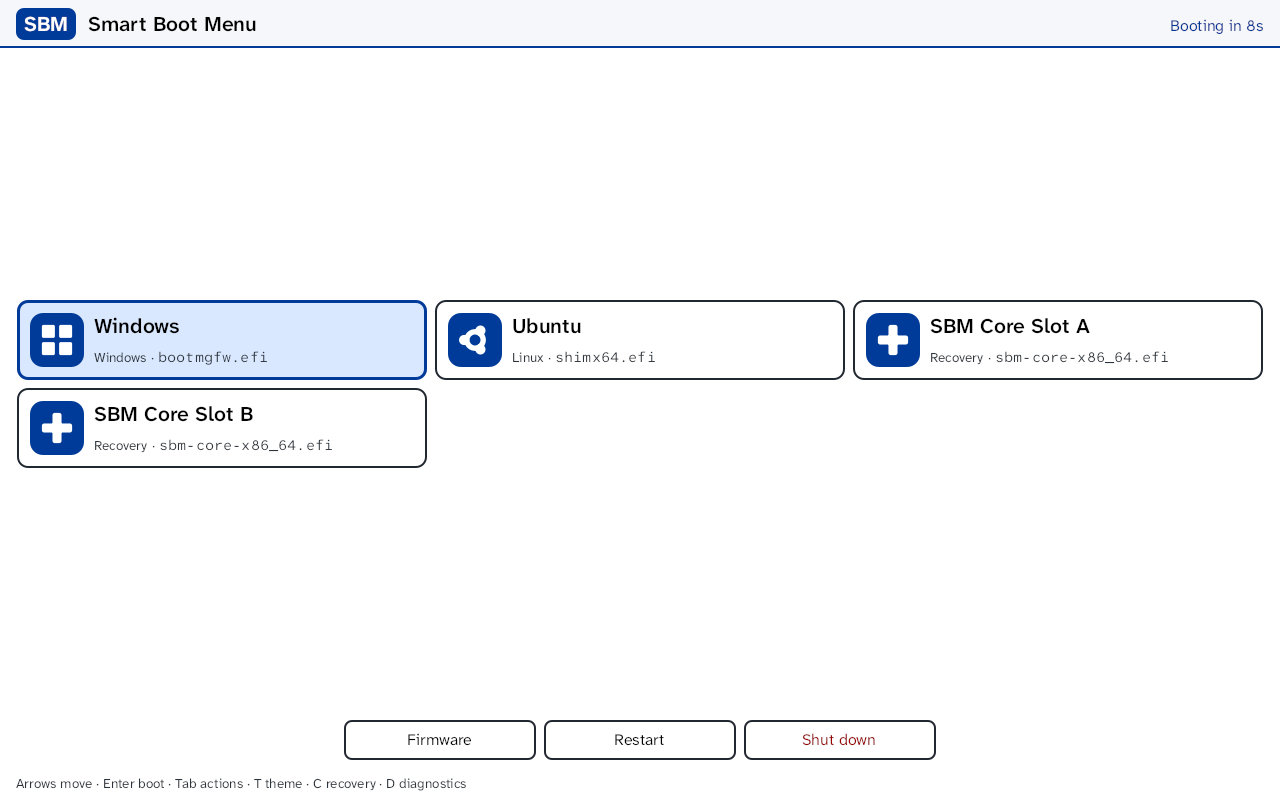 SBM Smart Boot Menu Booting in 8s
Windows
Windows · bootmgfw.efi
Ubuntu
Linux · shimx64.efi
SBM Core Slot A
Recovery · sbm-core-x86_64.efi
SBM Core Slot B
Recovery · sbm-core-x86_64.efi
Firmware
Restart
Shut down
Arrows move · Enter boot · Tab actions · T theme · C recovery · D diagnostics